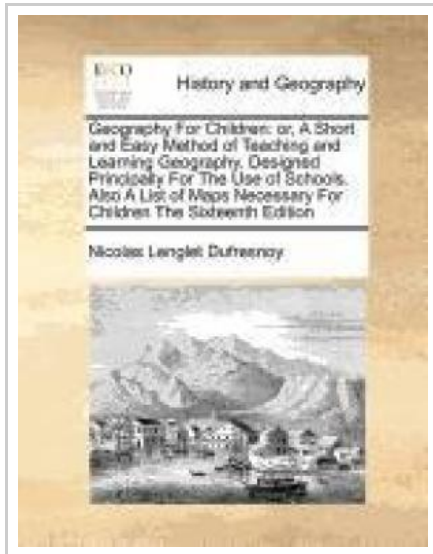 ECCO
History and Geography
Geography For Children: or, A Short
and Easy Method of Teaching and
Learning Geography. Designed
Principally For The Use of Schools.
Also A List of Maps Necessary For
Children The Sixteenth Edition
Nicolas Lenglet Dufresnoy